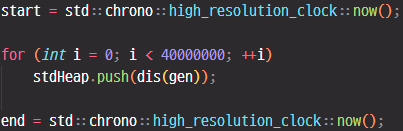 start = std::chrono::high_resolution_clock::now();
for (int i = 0; i < 40000000; ++i)
stdHeap.push(dis(gen));
end = std::chrono::high_resolution_clock::now();